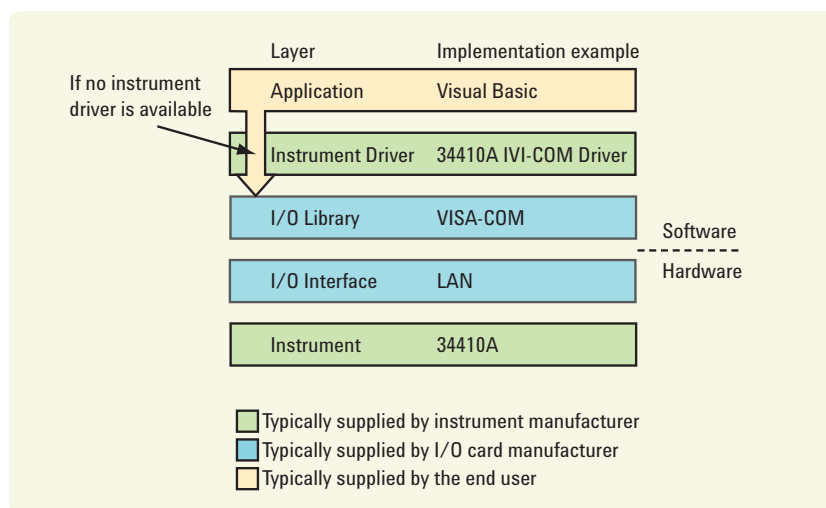 Layer Implementation example
If no instrument
driver is available
Application Visual Basic
Instrument Driver 34410A IVI-COM Driver
I/O Library VISA-COM
Software
Hardware
I/O Interface LAN
Instrument 34410A
Typically supplied by instrument manufacturer
Typically supplied by I/O card manufacturer
Typically supplied by the end user